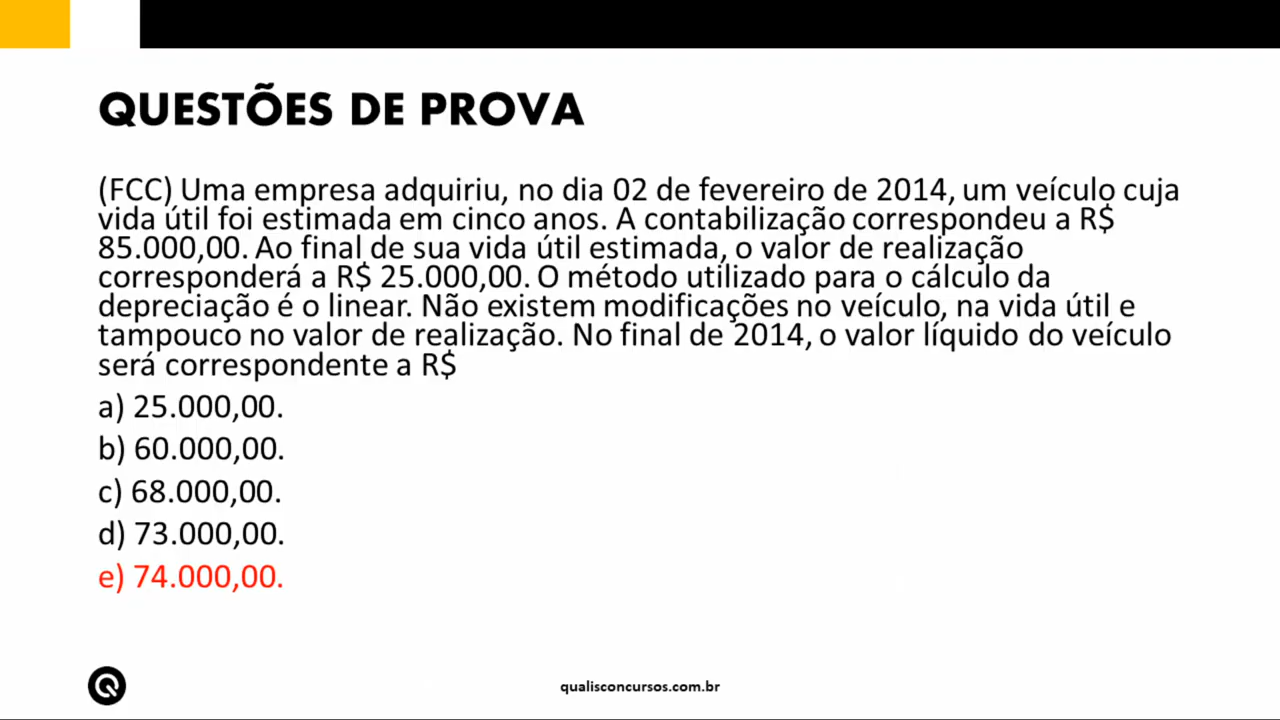 QUESTÕES DE PROVA
(FCC) Uma empresa adquiriu, no dia 02 de fevereiro de 2014, um veículo cuja
vida útil foi estimada em cinco anos. A contabilização correspondeu a R$
85.000,00. Ao final de sua vida útil estimada, o valor de realização
corresponderá a R$ 25.000,00. O método utilizado para o cálculo da
depreciação é o linear. Não existem modificações no veículo, na vida útil e
tampouco no valor de realização. No final de 2014, o valor líquido do veículo
será correspondente a R$
a) 25.000,00.
b) 60.000,00.
c) 68.000,00.
d) 73.000,00.
e) 74.000,00.
qualisconcursos.com.br